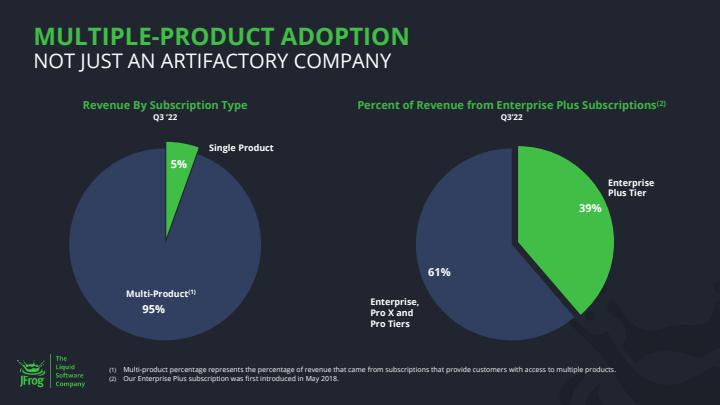 MULTIPLE-PRODUCT ADOPTION
NOT JUST AN ARTIFACTORY COMPANY
Revenue By Subscription Type
Q3 '22
Single Product
5%
Multi-Product(1)
95%
Percent of Revenue from Enterprise Plus Subscriptions(2)
Q3'22
Enterprise
Plus Tier
39%
61%
Enterprise,
Pro X and
Pro Tiers
JFrog
The
Liquid
Software
Company
(1) Multi-product percentage represents the percentage of revenue that came from subscriptions that provide customers with access to multiple products.
(2) Our Enterprise Plus subscription was first introduced in May 2018.